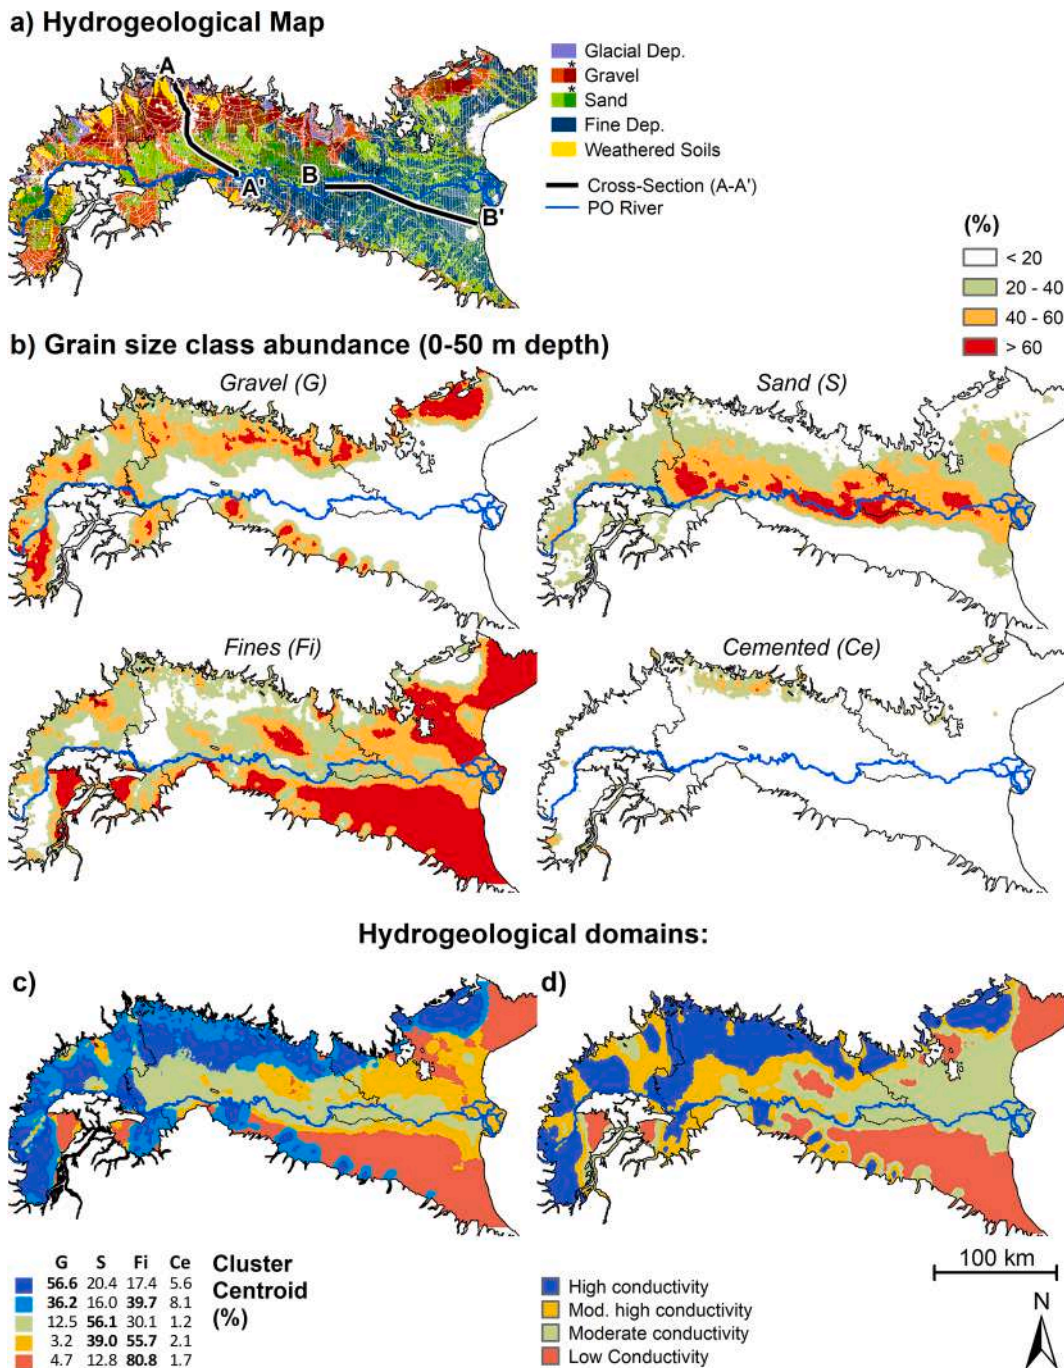 a) Hydrogeological Map
A
A'
B
B'
Glacial Dep.
*
Gravel
*
Sand
Fine Dep.
Weathered Soils
Cross-Section (A-A')
PO River
(%)
< 20
20 - 40
40 - 60
> 60
b) Grain size class abundance (0-50 m depth)
Gravel (G)
Sand (S)
Fines (Fi)
Cemented (Ce)
Hydrogeological domains:
c)
d)
G S Fi Ce
56.6 20.4 17.4 5.6
36.2 16.0 39.7 8.1
12.5 56.1 30.1 1.2
3.2 39.0 55.7 2.1
4.7 12.8 80.8 1.7
Cluster
Centroid
(%)
High conductivity
Mod. high conductivity
Moderate conductivity
Low Conductivity
100 km
N